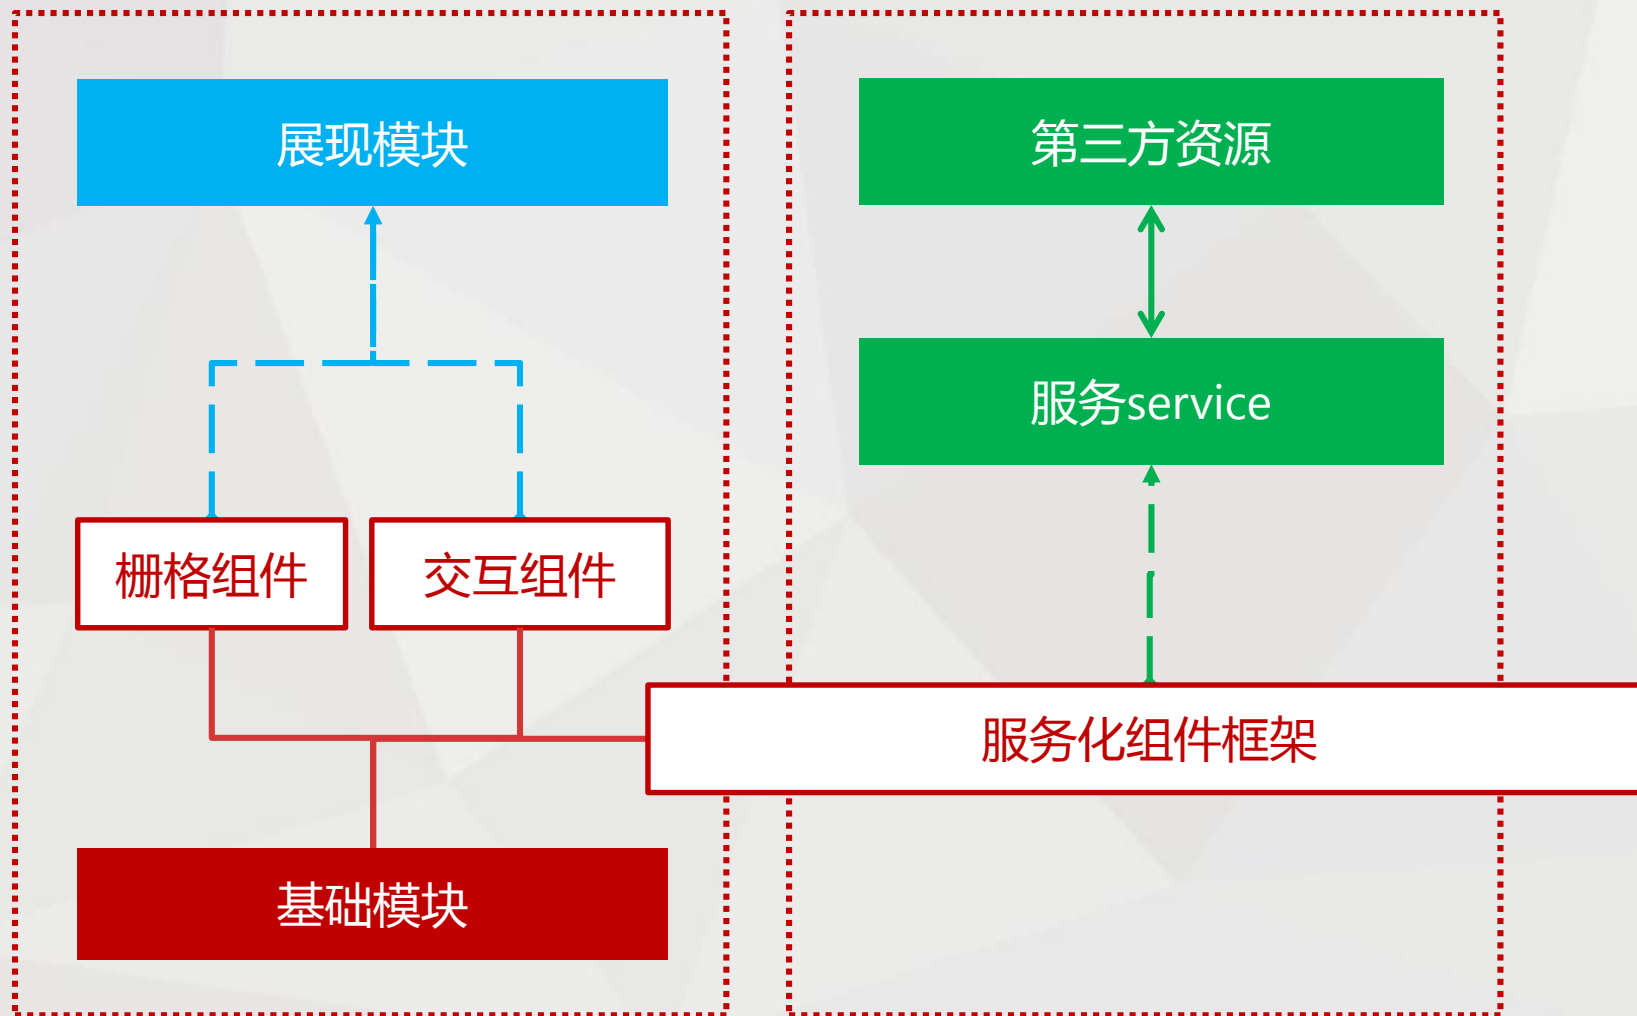 展现模块
第三方资源
服务service
栅格组件
交互组件
服务化组件框架
基础模块